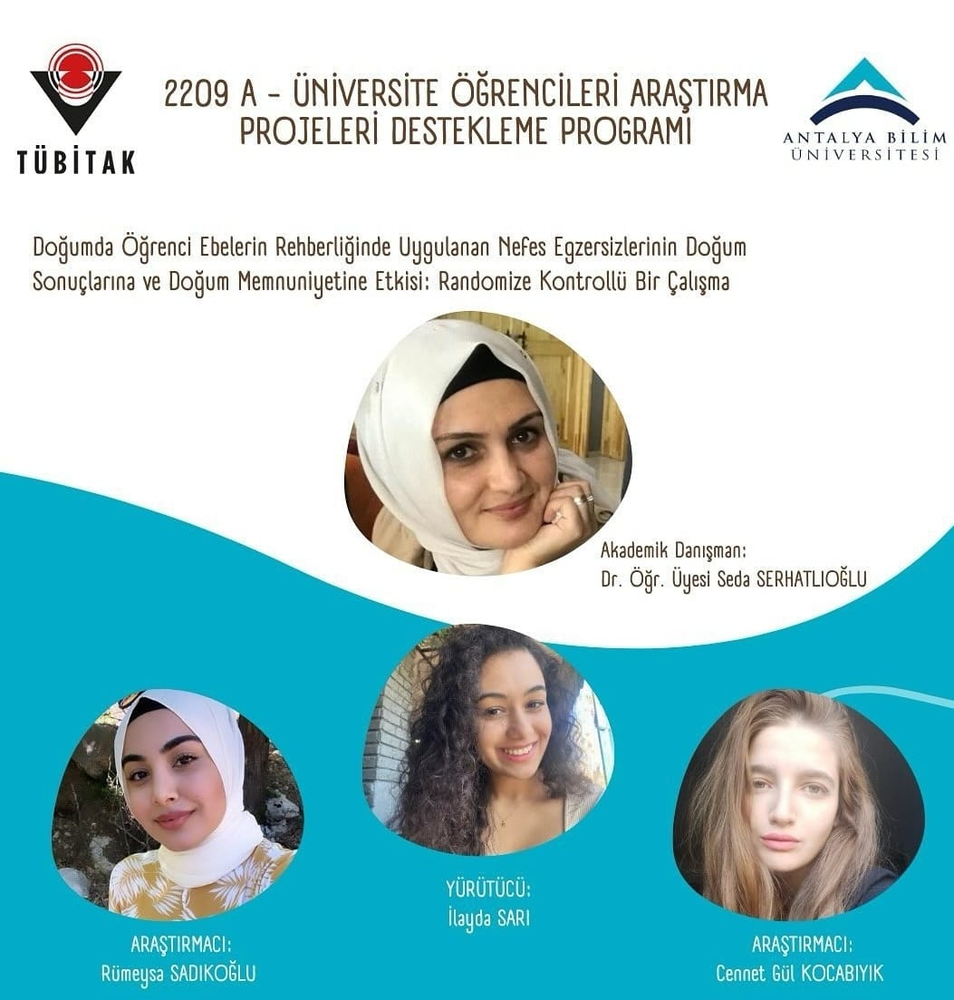 TÜBİTAK
2209 A - ÜNİVERSİTE ÖĞRENCİLERİ ARAŞTIRMA
PROJELERİ DESTEKLEME PROGRAMI
ANTALYA BİLİM
ÜNİVERSİTESİ
Doğumda Öğrenci Ebelerin Rehberliğinde Uygulanan Nefes Egzersizlerinin Doğum
Sonuçlarına ve Doğum Memnuniyetine Etkisi: Randomize Kontrollü Bir Çalışma
Akademik Danışman:
Dr. Öğr. Üyesi Seda SERHATLIOĞLU
YÜRÜTÜCÜ:
İlayda SARI
ARAŞTIRMACI:
Rümeysa SADIKOĞLU
ARAŞTIRMACI:
Cennet Gül KOCABIYIK